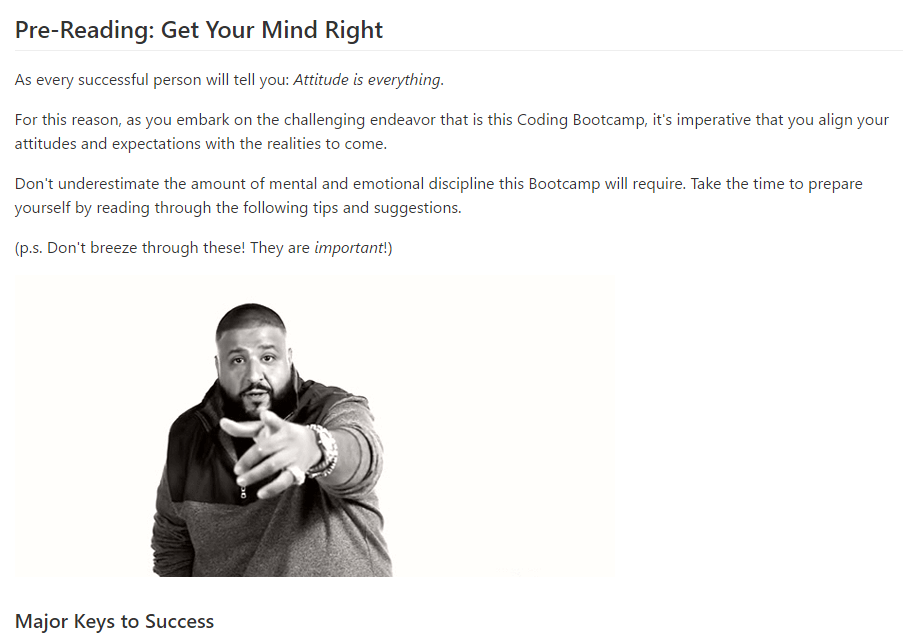 Pre-Reading: Get Your Mind Right
As every successful person will tell you: Attitude is everything.
For this reason, as you embark on the challenging endeavor that is this Coding Bootcamp, it's imperative that you align your
attitudes and expectations with the realities to come.
Don't underestimate the amount of mental and emotional discipline this Bootcamp will require. Take the time to prepare
yourself by reading through the following tips and suggestions.
(p.s. Don't breeze through these! They are important!)
Major Keys to Success